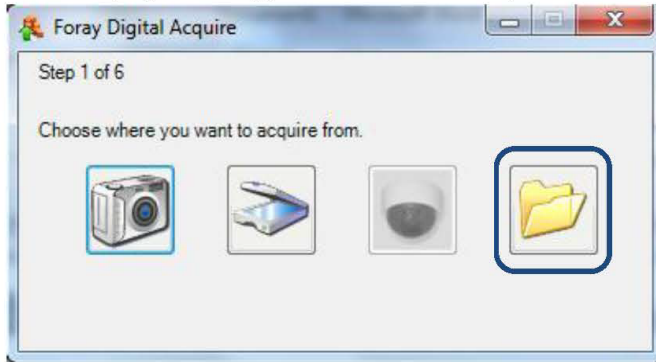 Foray Digital Acquire
Step 1 of 6
Choose where you want to acquire from.